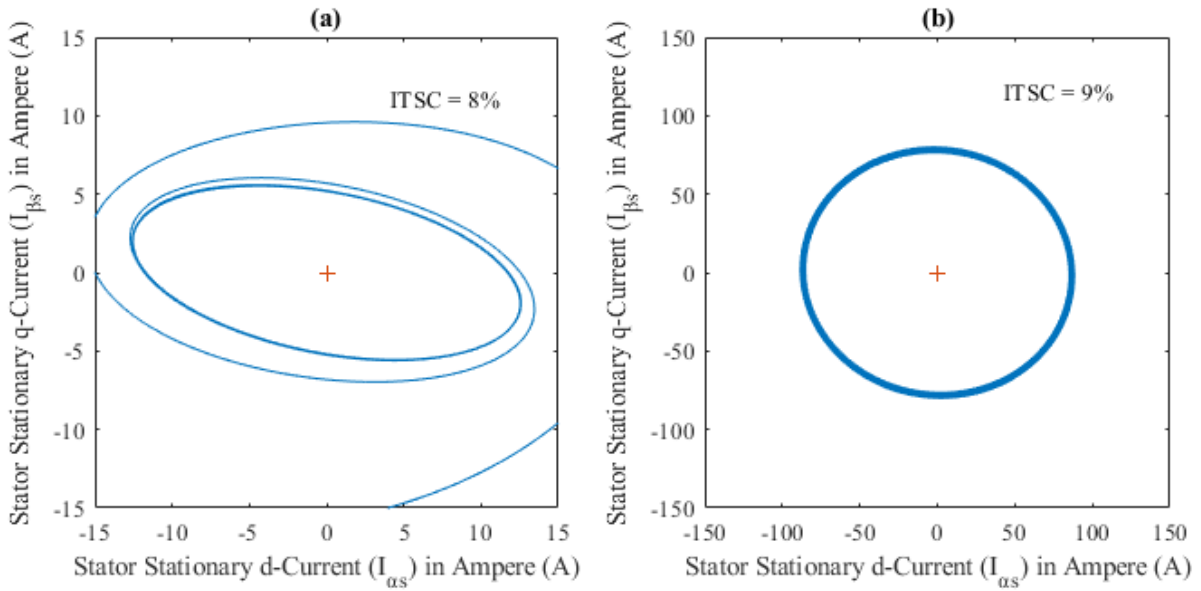 (a)
ITSC = 8%
15
10
5
0
-5
-10
-15
-15 -10 -5 0 5 10 15
Stator Stationary q-Current (Iβs) in Ampere (A)
Stator Stationary d-Current (Iαs) in Ampere (A)
(b)
ITSC = 9%
150
100
50
0
-50
-100
-150
-150 -100 -50 0 50 100 150
Stator Stationary q-Current (Iβs) in Ampere (A)
Stator Stationary d-Current (Iαs) in Ampere (A)